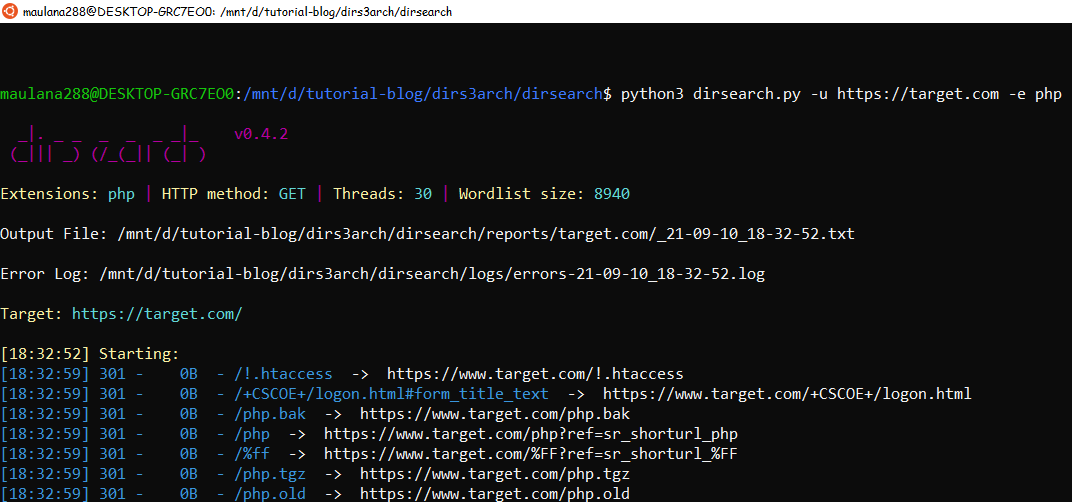 maulana288@DESKTOP-GRC7EO0: /mnt/d/tutorial-blog/dirs3arch/dirsearch
maulana288@DESKTOP-GRC7EO0:/mnt/d/tutorial-blog/dirs3arch/dirsearch$ python3 dirsearch.py -u https://target.com -e php
  _|. _ _  _  _  _ _|_    v0.4.2
 (_||| _) (/_(_|| (_| )
Extensions: php | HTTP method: GET | Threads: 30 | Wordlist size: 8940
Output File: /mnt/d/tutorial-blog/dirs3arch/dirsearch/reports/target.com/_21-09-10_18-32-52.txt
Error Log: /mnt/d/tutorial-blog/dirs3arch/dirsearch/logs/errors-21-09-10_18-32-52.log
Target: https://target.com/
[18:32:52] Starting:
[18:32:59] 301 -    0B  - /!.htaccess  ->  https://www.target.com/!.htaccess
[18:32:59] 301 -    0B  - /+CSCOE+/logon.html#form_title_text  ->  https://www.target.com/+CSCOE+/logon.html
[18:32:59] 301 -    0B  - /php.bak  ->  https://www.target.com/php.bak
[18:32:59] 301 -    0B  - /php  ->  https://www.target.com/php?ref=sr_shorturl_php
[18:32:59] 301 -    0B  - /%ff  ->  https://www.target.com/%FF?ref=sr_shorturl_%FF
[18:32:59] 301 -    0B  - /php.tgz  ->  https://www.target.com/php.tgz
[18:32:59] 301 -    0B  - /php.old  ->  https://www.target.com/php.old